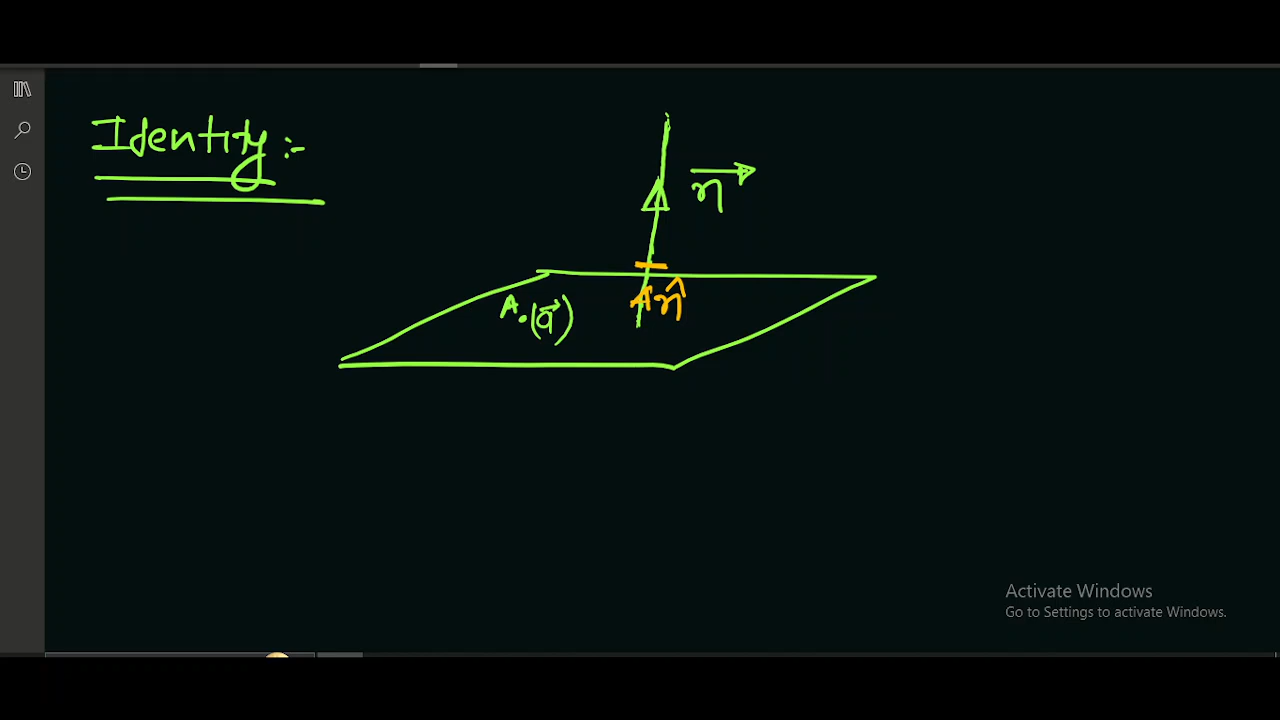 Identity :-
n⃗
A.(a⃗)
n̂
Activate Windows
Go to Settings to activate Windows.